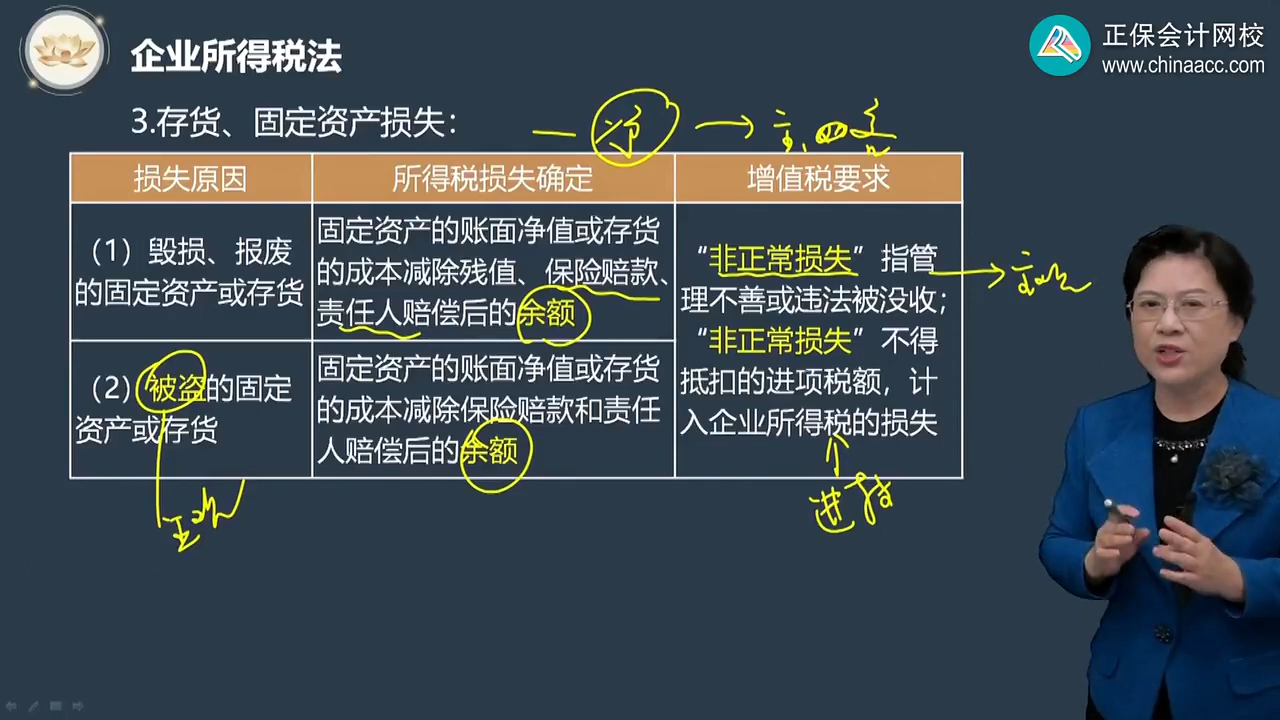 企业所得税法
正保会计网校
www.chinaacc.com
3.存货、固定资产损失：
净
损失原因
所得税损失确定
增值税要求
（1）毁损、报废
的固定资产或存货
固定资产的账面净值或存货
的成本减除残值、保险赔款、
责任人赔偿后的余额
“非正常损失”指管
理不善或违法被没收；
“非正常损失”不得
抵扣的进项税额，计
入企业所得税的损失
（2）被盗的固定
资产或存货
固定资产的账面净值或存货
的成本减除保险赔款和责任
人赔偿后的余额
进